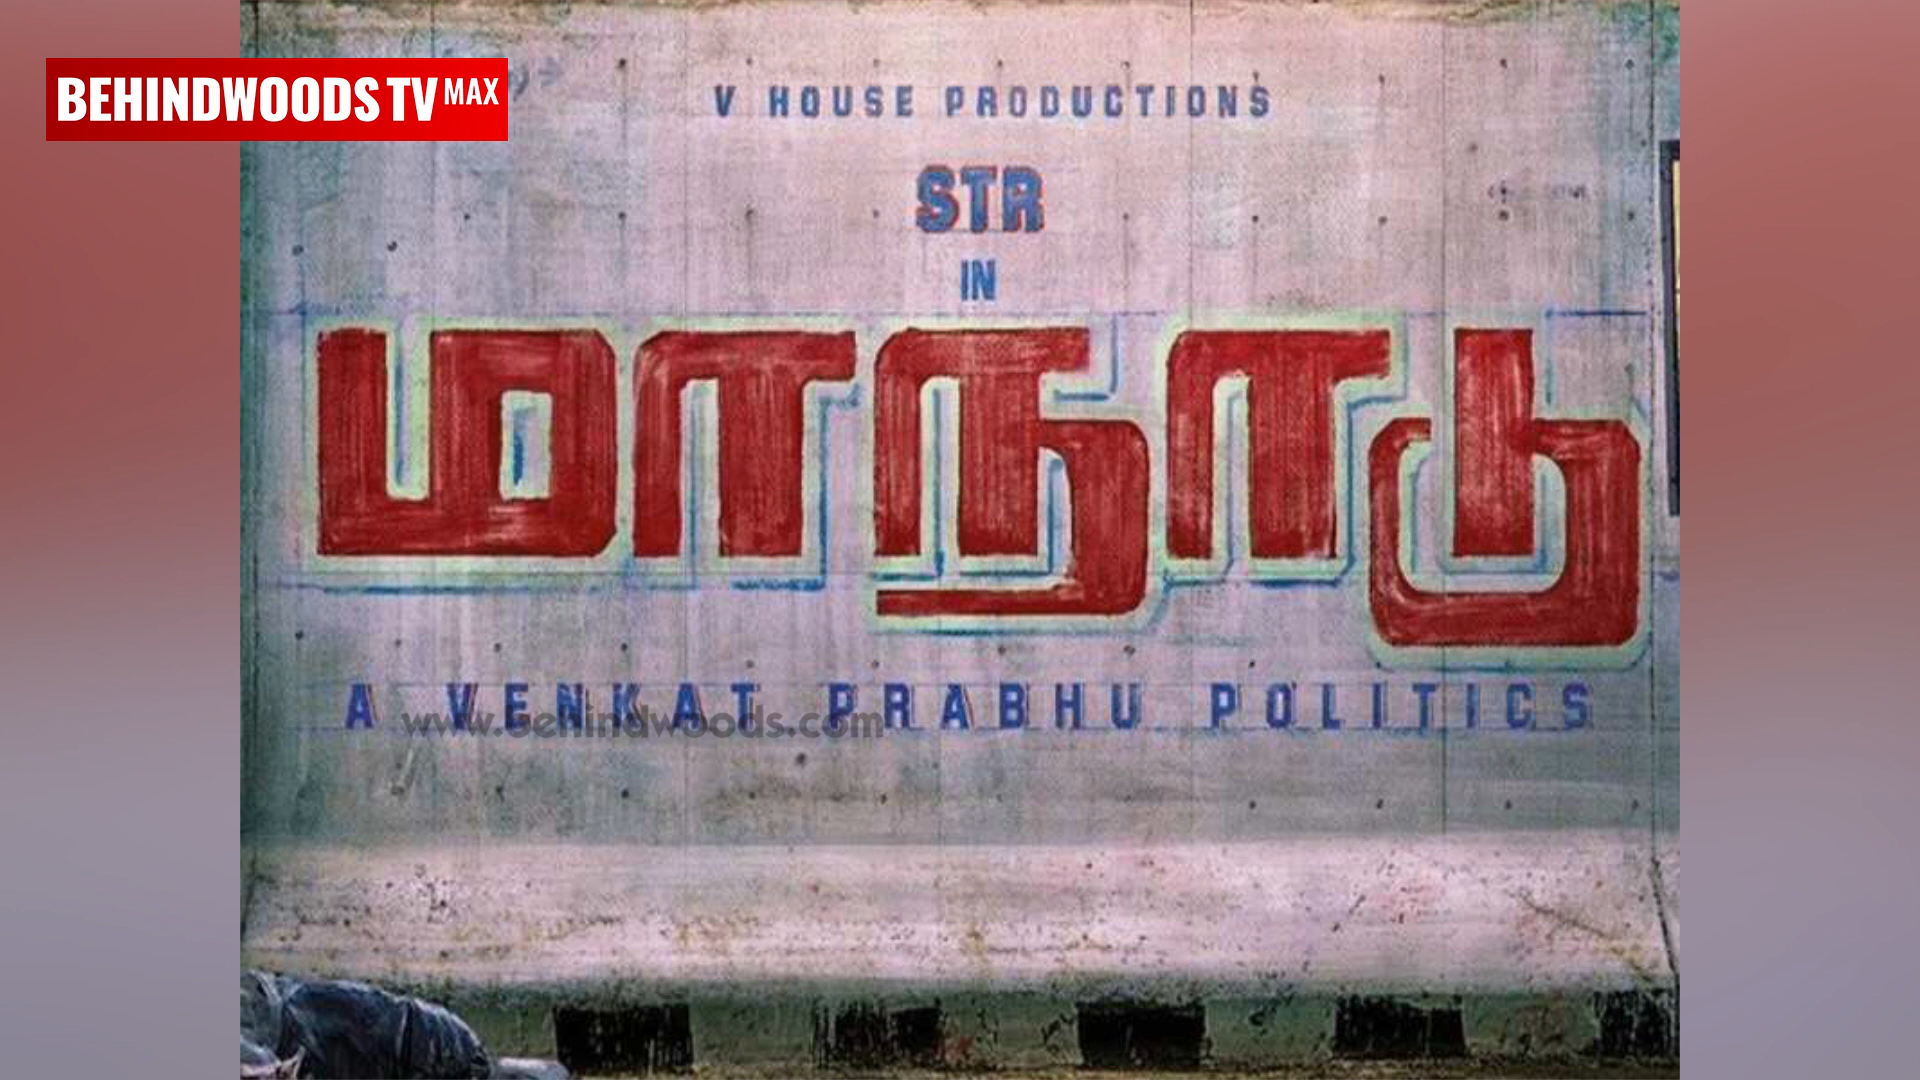 BEHINDWOODS TV MAX
V HOUSE PRODUCTIONS
STR
IN
மாநாடு
A VENKAT PRABHU POLITICS
www.behindwoods.com